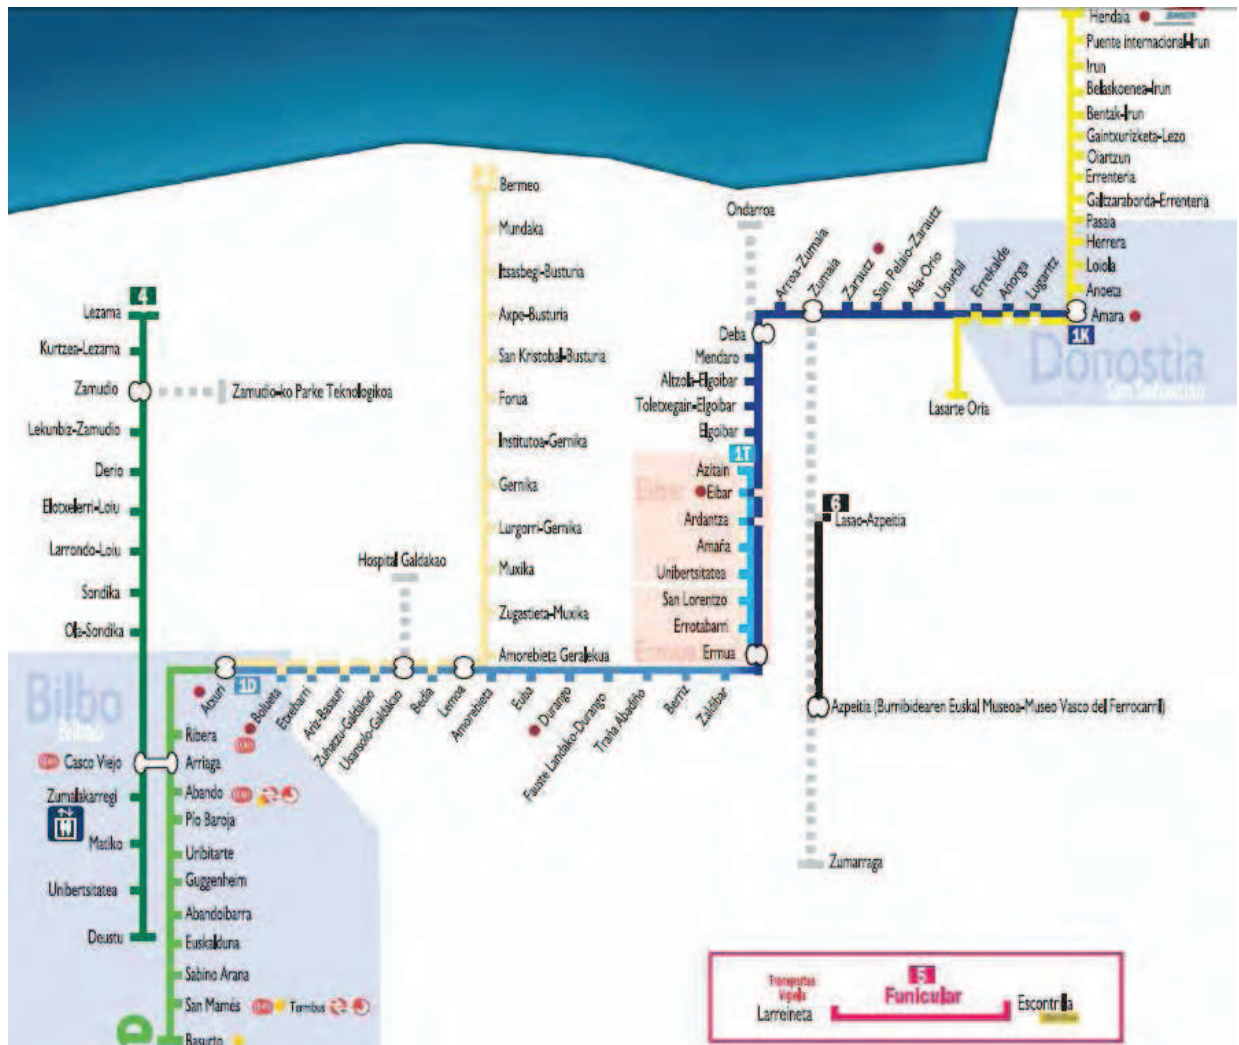 Hendaia
Puente internacional-Irun
Irun
Belaskoenea-Irun
Bentak-Irun
Gaintxurizketa-Lezo
Oiartzun
Errenteria
Galtzaraborda-Errenteria
Pasaia
Herrera
Loiola
Anoeta
Amara
1K
Donostia
San Sebastian
Lugaritz
Añorga
Errekalde
Usurbil
Aia-Orio
San Pelaio-Zarautz
Zarautz
Zumaia
Arroa-Zumaia
Lasarte Oria
Ondarroa
Deba
Mendaro
Altzola-Elgoibar
Toletxegain-Elgoibar
Elgoibar
1T
Azitain
Eibar
Eibar
Ardantza
Amaña
Unibertsitatea
San Lorentzo
Errotabarri
Ermua
Ermua
Bermeo
Mundaka
Itsasbegi-Busturia
Axpe-Busturia
San Kristobal-Busturia
Forua
Institutoa-Gernika
Gernika
Lurgorri-Gernika
Muxika
Zugastieta-Muxika
Amorebieta Geralekua
Hospital Galdakao
4
Lezama
Kurtzea-Lezama
Zamudio
Zamudio-ko Parke Teknologikoa
Lekunbiz-Zamudio
Derio
Elotxelerri-Loiu
Larrondo-Loiu
Sondika
Ola-Sondika
Bilbo
Bilbao
Casco Viejo
Zumalakarregi
Matiko
Unibertsitatea
Deustu
Atxuri
1D
Bolueta
Etxebarri
Ariz-Basauri
Zuhatzu-Galdakao
Usansolo-Galdakao
Bedia
Lemoa
Amorebieta
Euba
Durango
Fauste Landako-Durango
Traña Abadiño
Berriz
Zaldibar
Ribera
Arriaga
Abando
Pío Baroja
Uribitarte
Guggenheim
Abandoibarra
Euskalduna
Sabino Arana
San Mamés
Termibus
Basurto
6
Lasao-Azpeitia
Azpeitia (Burnibidearen Euskal Museoa-Museo Vasco del Ferrocarril)
Zumarraga
5
Funicular
Larreineta
Escontrilla